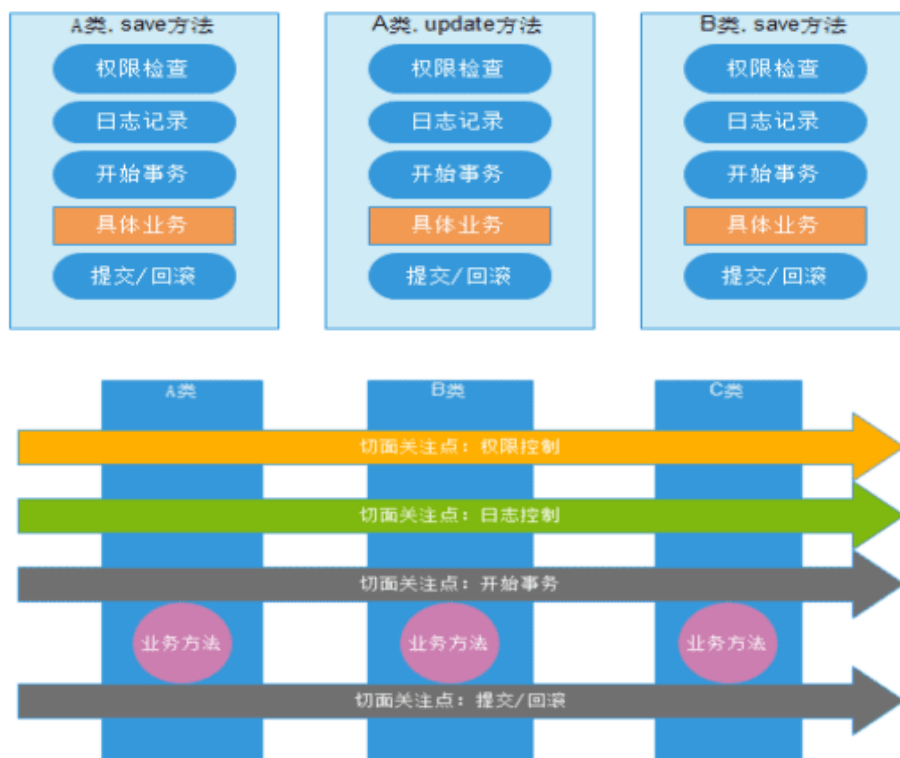 A类.save方法
权限检查
日志记录
开始事务
具体业务
提交/回滚
A类.update方法
权限检查
日志记录
开始事务
具体业务
提交/回滚
B类.save方法
权限检查
日志记录
开始事务
具体业务
提交/回滚
A类
B类
C类
切面关注点：权限控制
切面关注点：日志控制
切面关注点：开始事务
业务方法
业务方法
业务方法
切面关注点：提交/回滚